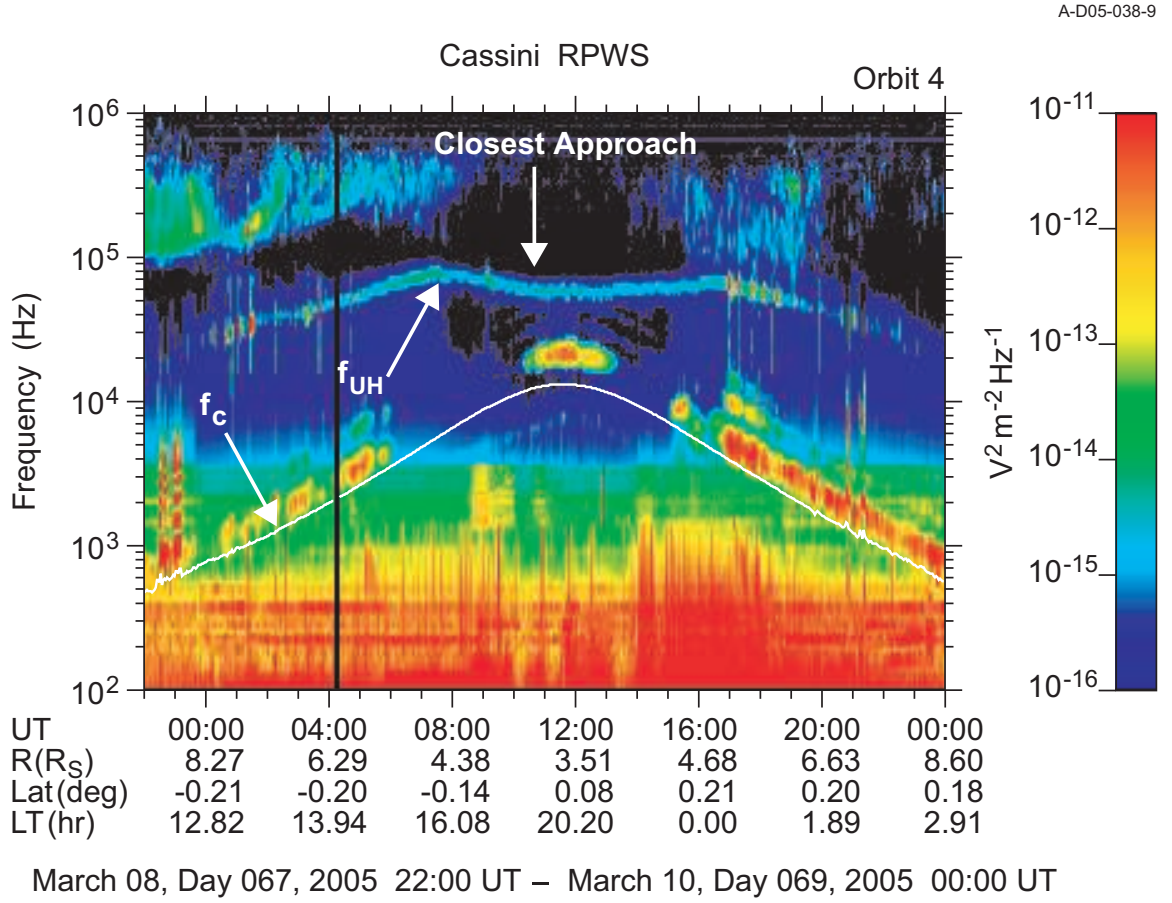 A-D05-038-9
Cassini RPWS
Orbit 4
Closest Approach
fUH
fc
Frequency (Hz)
10^6
10^5
10^4
10^3
10^2
10^-11
10^-12
10^-13
10^-14
10^-15
10^-16
V^2 m^-2 Hz^-1
UT 00:00 04:00 08:00 12:00 16:00 20:00 00:00
R(RS) 8.27 6.29 4.38 3.51 4.68 6.63 8.60
Lat(deg) -0.21 -0.20 -0.14 0.08 0.21 0.20 0.18
LT(hr) 12.82 13.94 16.08 20.20 0.00 1.89 2.91
March 08, Day 067, 2005 22:00 UT – March 10, Day 069, 2005 00:00 UT